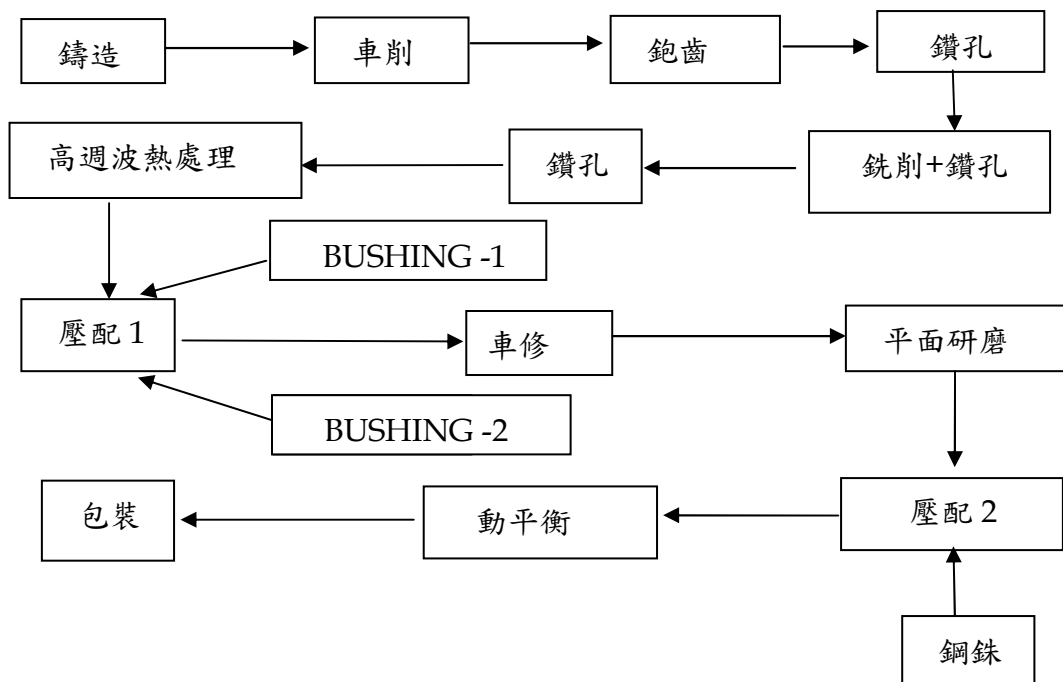 鑄造
車削
鉋齒
鑽孔
銑削+鑽孔
鑽孔
高週波熱處理
BUSHING -1
壓配 1
BUSHING -2
車修
平面研磨
壓配 2
鋼銖
動平衡
包裝